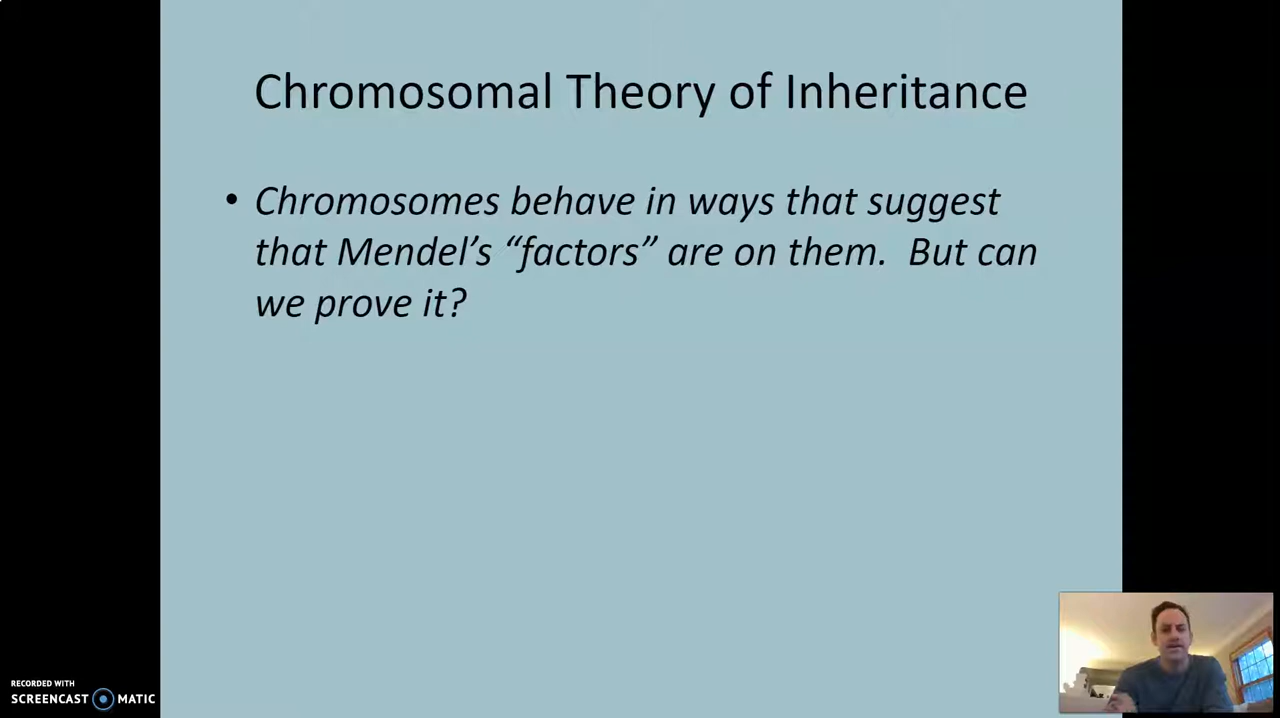 Chromosomal Theory of Inheritance
• Chromosomes behave in ways that suggest
that Mendel’s “factors” are on them.  But can
we prove it?
RECORDED WITH
SCREENCAST MATIC